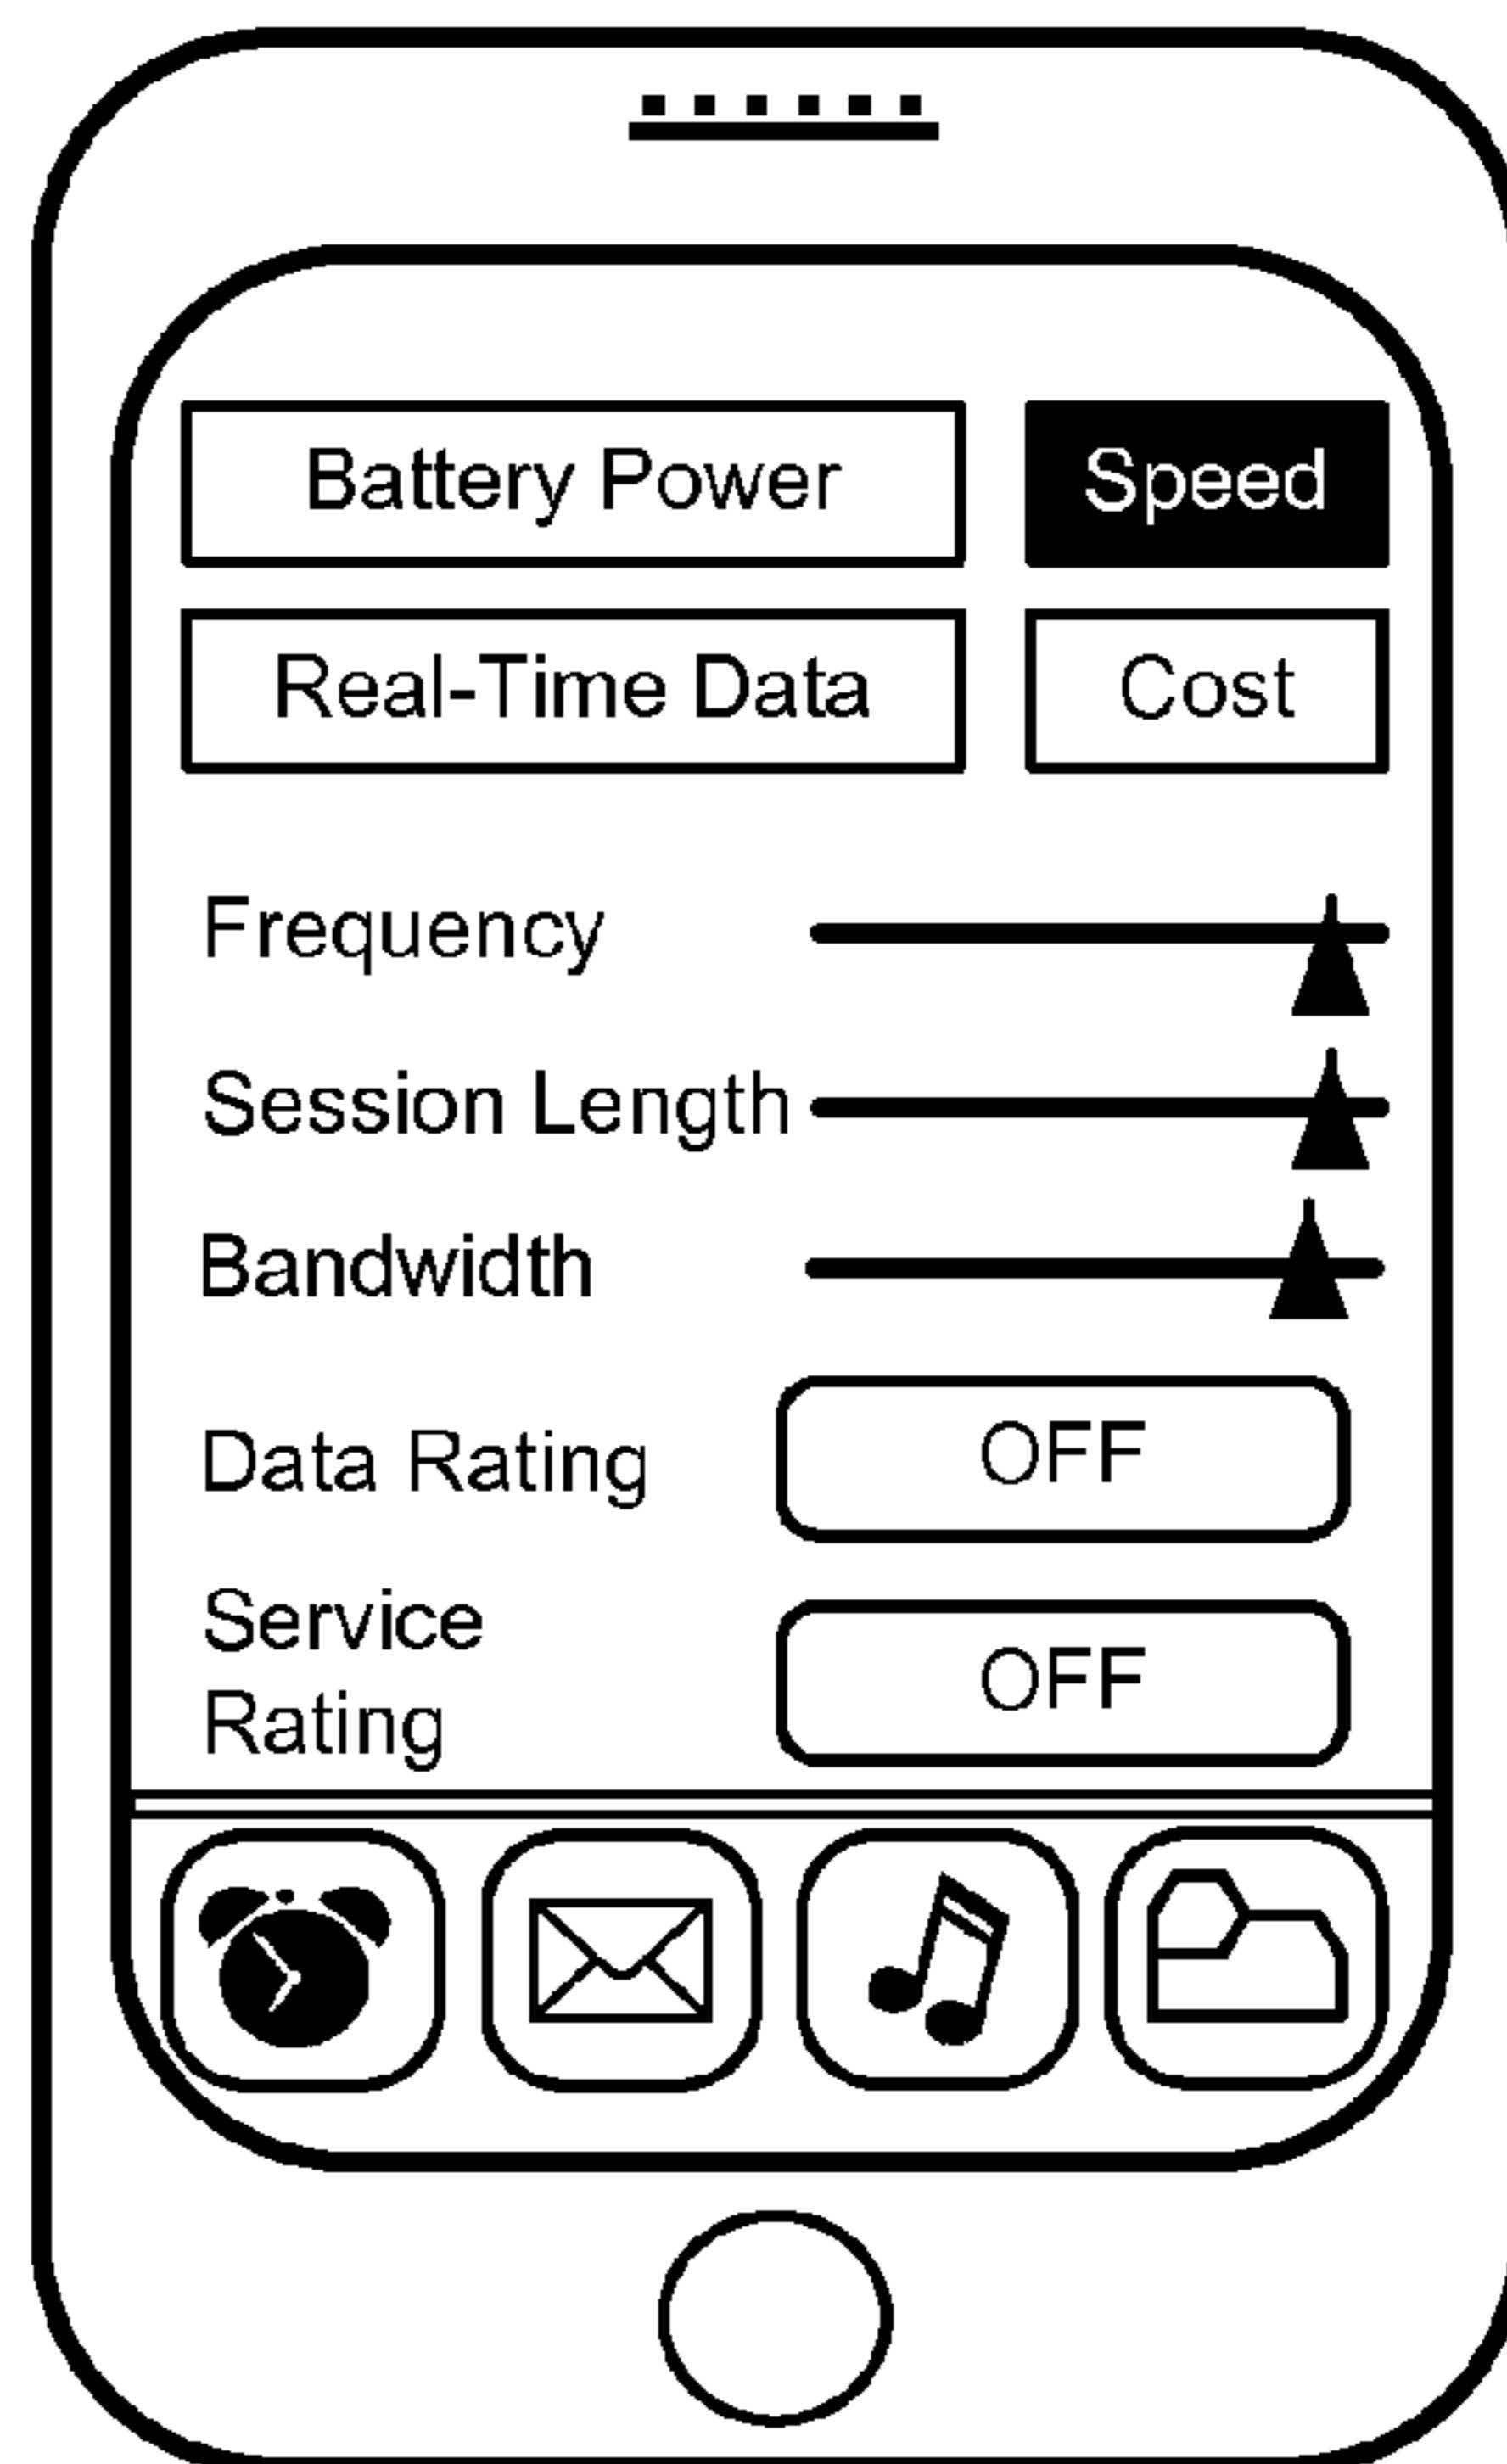 Battery Power
Speed
Real-Time Data
Cost
Frequency
Session Length
Bandwidth
Data Rating
OFF
Service
Rating
OFF